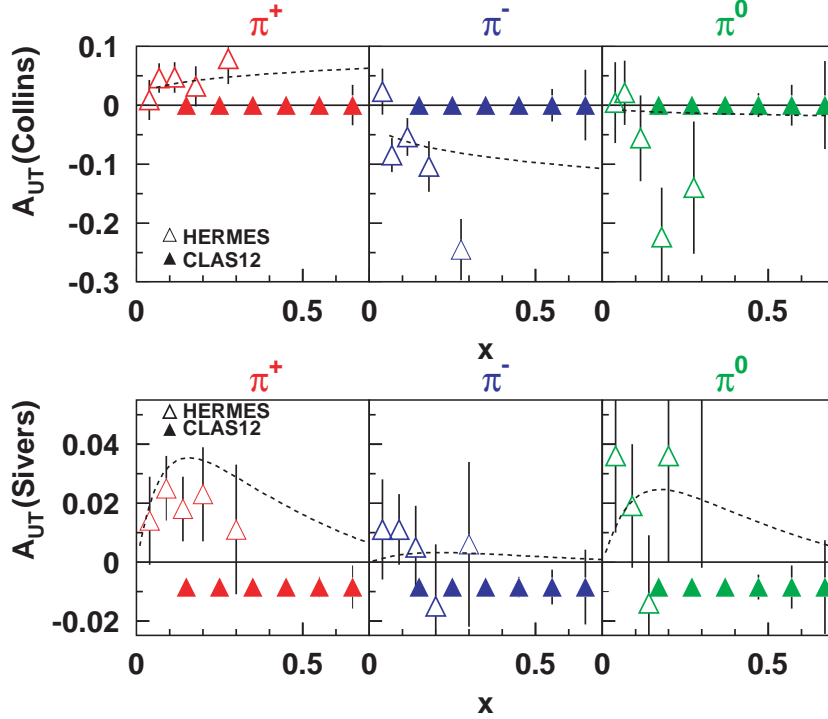 π+ π- π0
A_UT(Collins)
0.1
0
-0.1
-0.2
-0.3
HERMES
CLAS12
0 0.5 0 0.5 0 0.5
x
π+ π- π0
A_UT(Sivers)
0.04
0.02
0
-0.02
HERMES
CLAS12
0 0.5 0 0.5 0 0.5
x